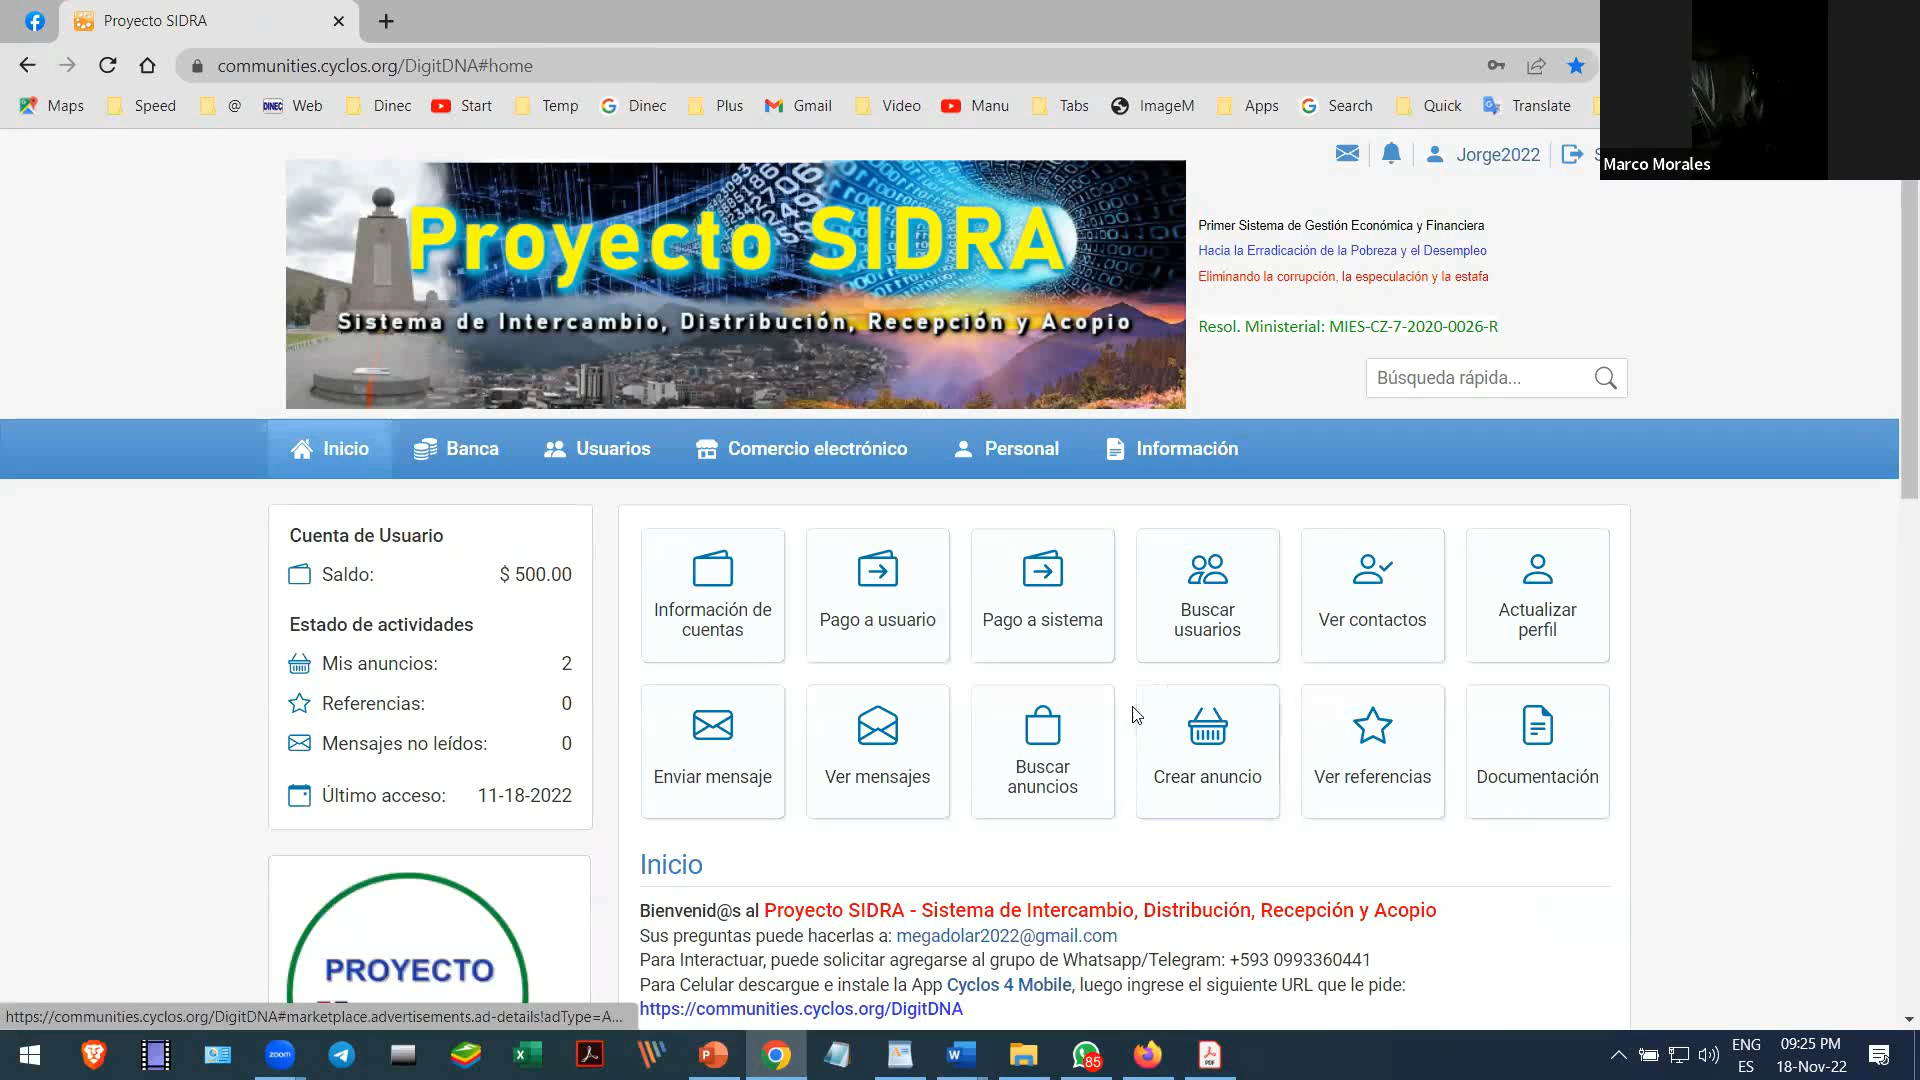 Proyecto SIDRA
communities.cyclos.org/DigitDNA#home
Maps Speed @ DINEC Web Dinec Start Temp Dinec Plus Gmail Video Manu Tabs ImageM Apps Search Quick Translate
Marco Morales
Jorge2022
Proyecto SIDRA
Sistema de Intercambio, Distribución, Recepción y Acopio
Primer Sistema de Gestión Económica y Financiera
Hacia la Erradicación de la Pobreza y el Desempleo
Eliminando la corrupción, la especulación y la estafa
Resol. Ministerial: MIES-CZ-7-2020-0026-R
Búsqueda rápida...
Inicio Banca Usuarios Comercio electrónico Personal Información
Cuenta de Usuario
Saldo: $ 500.00
Estado de actividades
Mis anuncios: 2
Referencias: 0
Mensajes no leídos: 0
Último acceso: 11-18-2022
Información de cuentas
Pago a usuario
Pago a sistema
Buscar usuarios
Ver contactos
Actualizar perfil
Enviar mensaje
Ver mensajes
Buscar anuncios
Crear anuncio
Ver referencias
Documentación
Inicio
Bienvenid@s al Proyecto SIDRA - Sistema de Intercambio, Distribución, Recepción y Acopio
Sus preguntas puede hacerlas a: megadolar2022@gmail.com
Para Interactuar, puede solicitar agregarse al grupo de Whatsapp/Telegram: +593 0993360441
Para Celular descargue e instale la App Cyclos 4 Mobile, luego ingrese el siguiente URL que le pide:
https://communities.cyclos.org/DigitDNA
PROYECTO
https://communities.cyclos.org/DigitDNA#marketplace.advertisements.ad-details!adType=A...
zoom
85
ENG
ES
09:25 PM
18-Nov-22